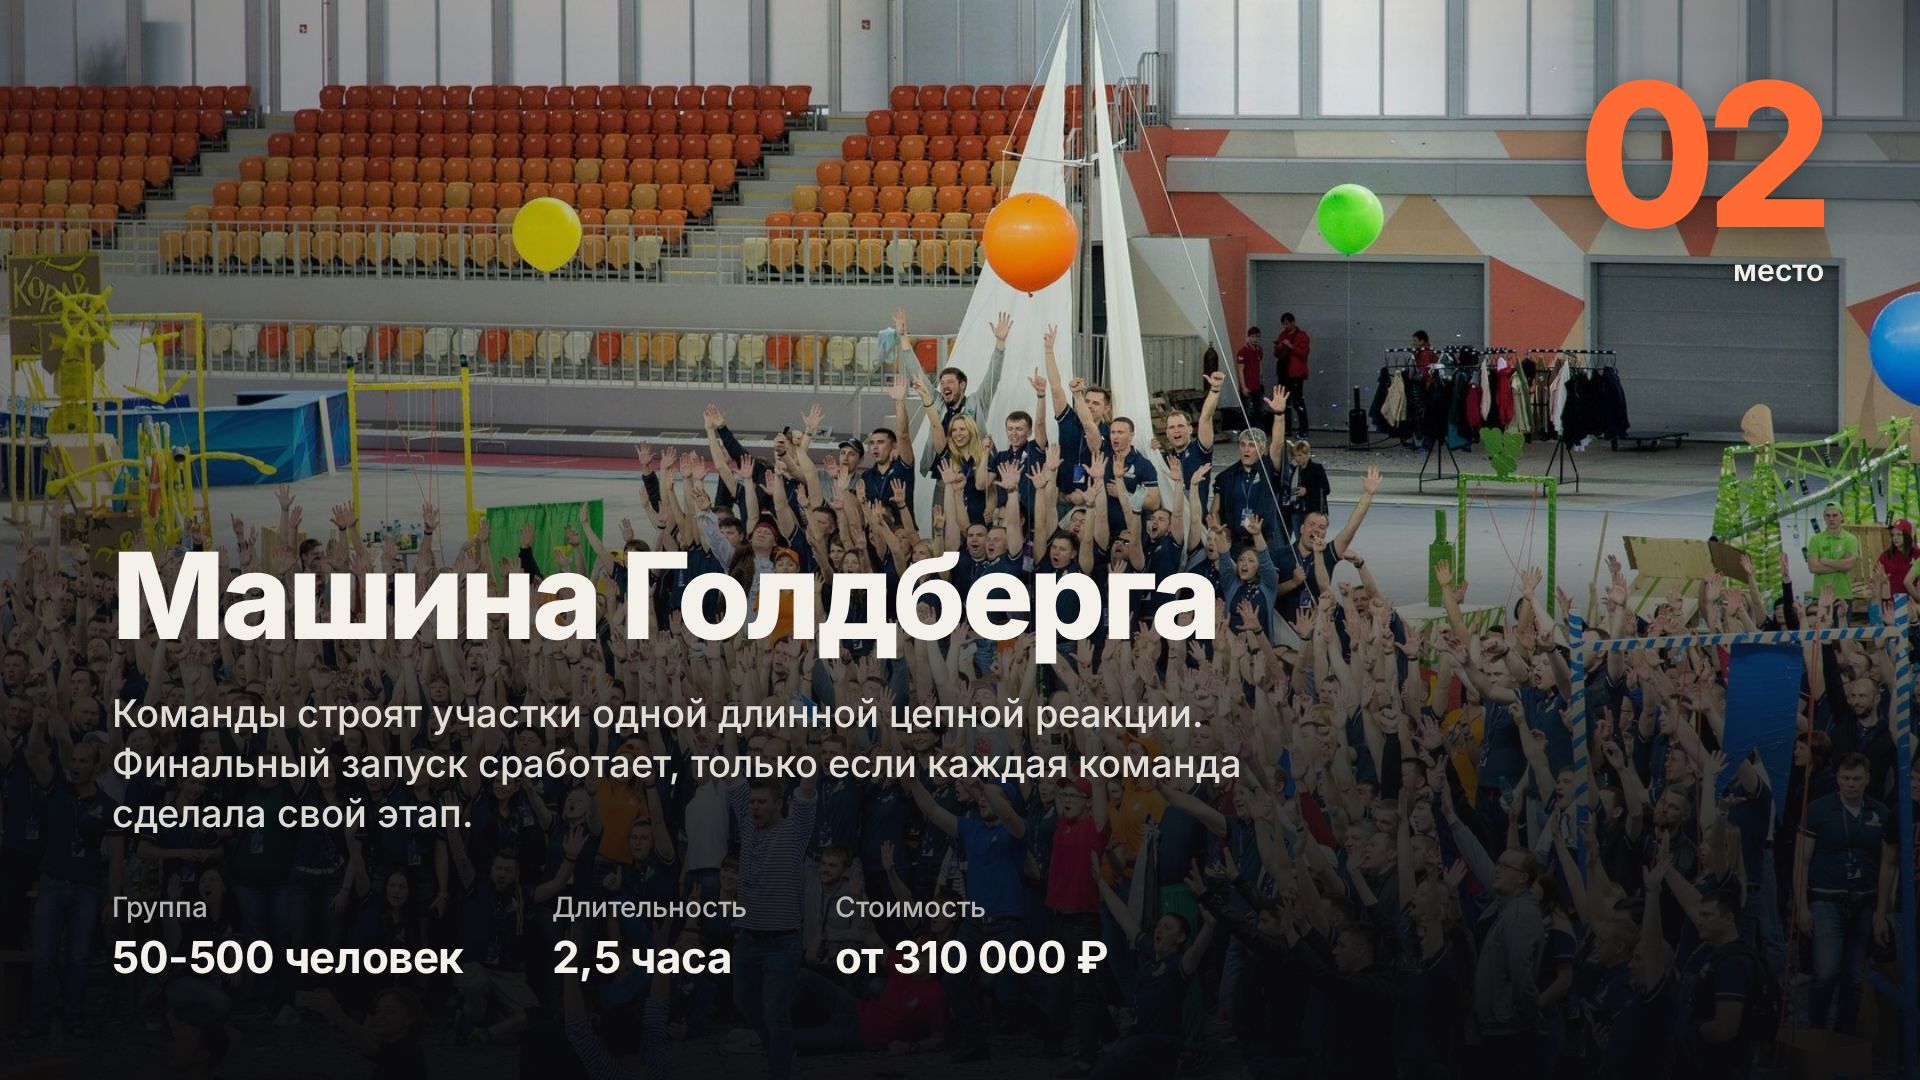 02
место
Машина Голдберга
Команды строят участки одной длинной цепной реакции.
Финальный запуск сработает, только если каждая команда
сделала свой этап.
Группа
50-500 человек
Длительность
2,5 часа
Стоимость
от 310 000 ₽